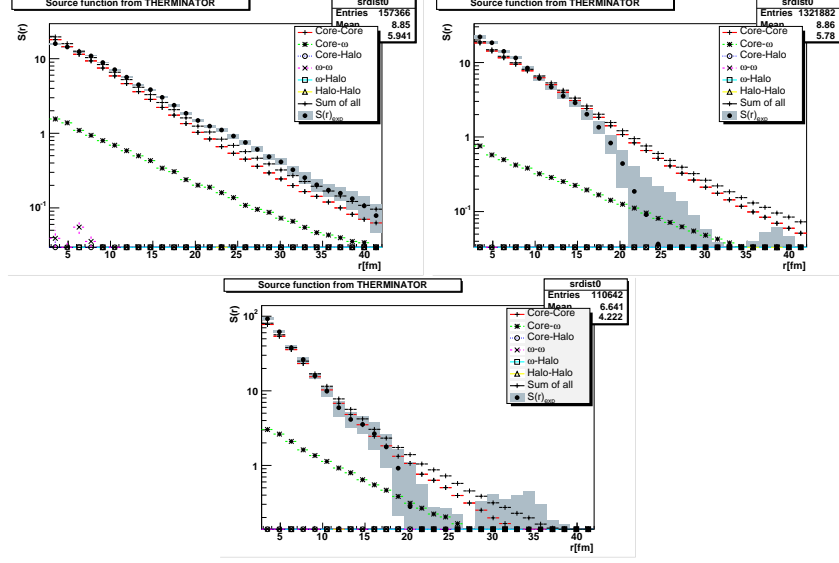 Source function from THERMINATOR
srdist0
Entries 157366
Mean 8.85
5.941
S(r)
Core-Core
Core-ω
Core-Halo
ω-ω
ω-Halo
Halo-Halo
Sum of all
S(r)exp
10
1
10-1
5 10 15 20 25 30 35 40
r[fm]
Source function from THERMINATOR
srdist0
Entries 1321882
Mean 8.86
5.78
S(r)
Core-Core
Core-ω
Core-Halo
ω-ω
ω-Halo
Halo-Halo
Sum of all
S(r)exp
10
1
10-1
5 10 15 20 25 30 35 40
r[fm]
Source function from THERMINATOR
srdist0
Entries 110642
Mean 6.641
4.222
S(r)
Core-Core
Core-ω
Core-Halo
ω-ω
ω-Halo
Halo-Halo
Sum of all
S(r)exp
102
10
1
5 10 15 20 25 30 35 40
r[fm]